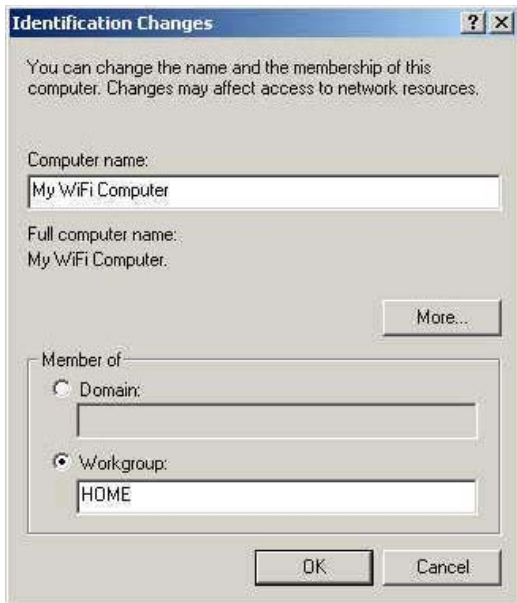 Identification Changes
You can change the name and the membership of this
computer. Changes may affect access to network resources.
Computer name:
My WiFi Computer
Full computer name:
My WiFi Computer.
More...
Member of
Domain:
Workgroup:
HOME
OK Cancel